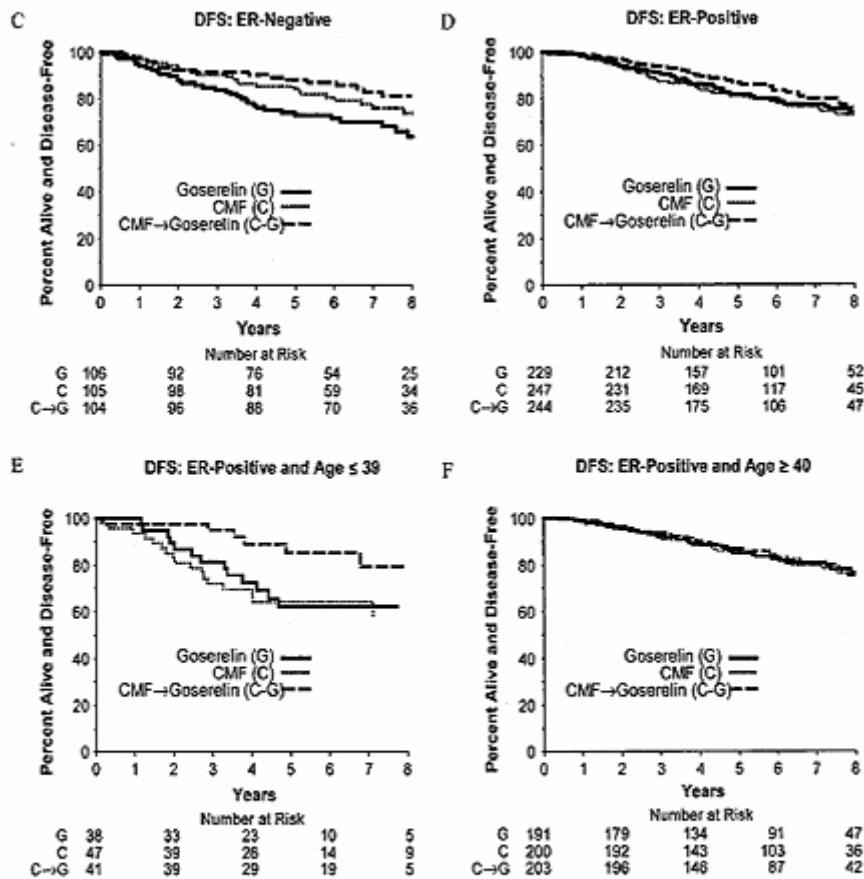 C
DFS: ER-Negative
Percent Alive and Disease-Free
100
80
60
40
20
0
Goserelin (G)
CMF (C)
CMF→Goserelin (C-G)
0 1 2 3 4 5 6 7 8
Years
Number at Risk
G 106 92 76 54 25
C 105 98 81 59 34
C→G 104 96 88 70 36
D
DFS: ER-Positive
Percent Alive and Disease-Free
100
80
60
40
20
0
Goserelin (G)
CMF (C)
CMF→Goserelin (C-G)
0 1 2 3 4 5 6 7 8
Years
Number at Risk
G 229 212 157 101 52
C 247 231 169 117 45
C→G 244 235 175 106 47
E
DFS: ER-Positive and Age ≤ 39
Percent Alive and Disease-Free
100
80
60
40
20
0
Goserelin (G)
CMF (C)
CMF→Goserelin (C-G)
0 1 2 3 4 5 6 7 8
Years
Number at Risk
G 38 33 23 10 5
C 47 39 26 14 9
C→G 41 39 29 19 5
F
DFS: ER-Positive and Age ≥ 40
Percent Alive and Disease-Free
100
80
60
40
20
0
Goserelin (G)
CMF (C)
CMF→Goserelin (C-G)
0 1 2 3 4 5 6 7 8
Years
Number at Risk
G 191 179 134 91 47
C 200 192 143 103 36
C→G 203 196 146 87 42